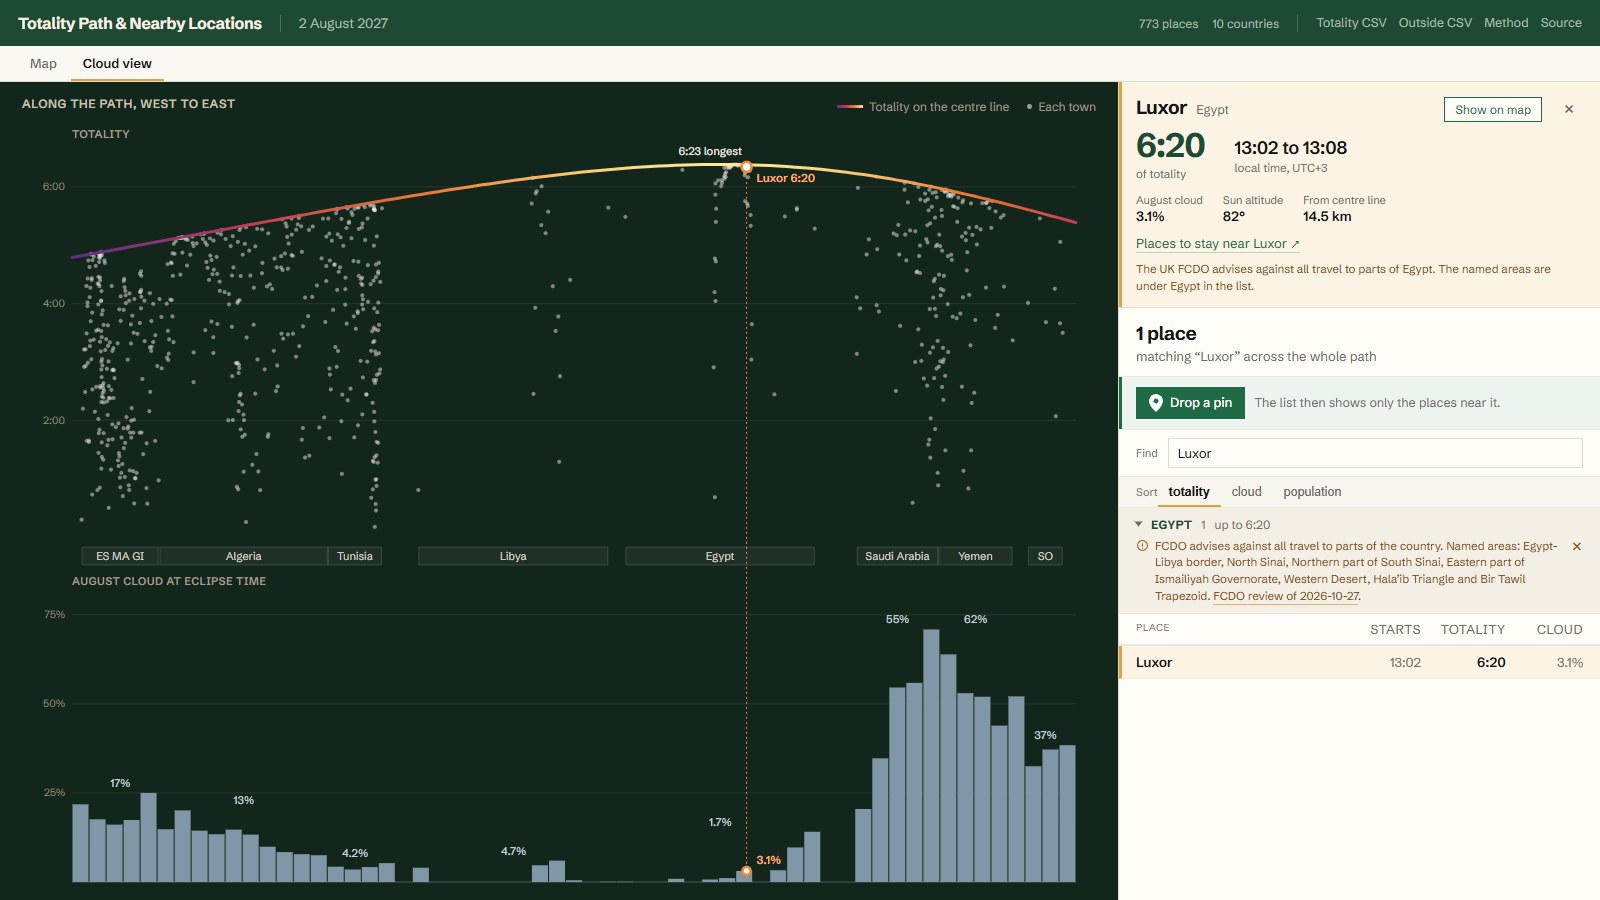 Totality Path & Nearby Locations
2 August 2027
773 places
10 countries
Totality CSV
Outside CSV
Method
Source
Map
Cloud view
ALONG THE PATH, WEST TO EAST
Totality on the centre line
Each town
TOTALITY
6:23 longest
Luxor 6:20
6:00
4:00
2:00
ES MA GI
Algeria
Tunisia
Libya
Egypt
Saudi Arabia
Yemen
SO
AUGUST CLOUD AT ECLIPSE TIME
75%
50%
25%
17%
13%
4.2%
4.7%
1.7%
3.1%
55%
62%
37%
Luxor Egypt
Show on map
×
6:20
of totality
13:02 to 13:08
local time, UTC+3
August cloud
3.1%
Sun altitude
82°
From centre line
14.5 km
Places to stay near Luxor ↗
The UK FCDO advises against all travel to parts of Egypt. The named areas are
under Egypt in the list.
1 place
matching “Luxor” across the whole path
Drop a pin
The list then shows only the places near it.
Find
Luxor
Sort
totality
cloud
population
EGYPT 1 up to 6:20
FCDO advises against all travel to parts of the country. Named areas: Egypt-
Libya border, North Sinai, Northern part of South Sinai, Eastern part of
Ismailiyah Governorate, Western Desert, Hala’ib Triangle and Bir Tawil
Trapezoid. FCDO review of 2026-10-27.
×
PLACE STARTS TOTALITY CLOUD
Luxor 13:02 6:20 3.1%